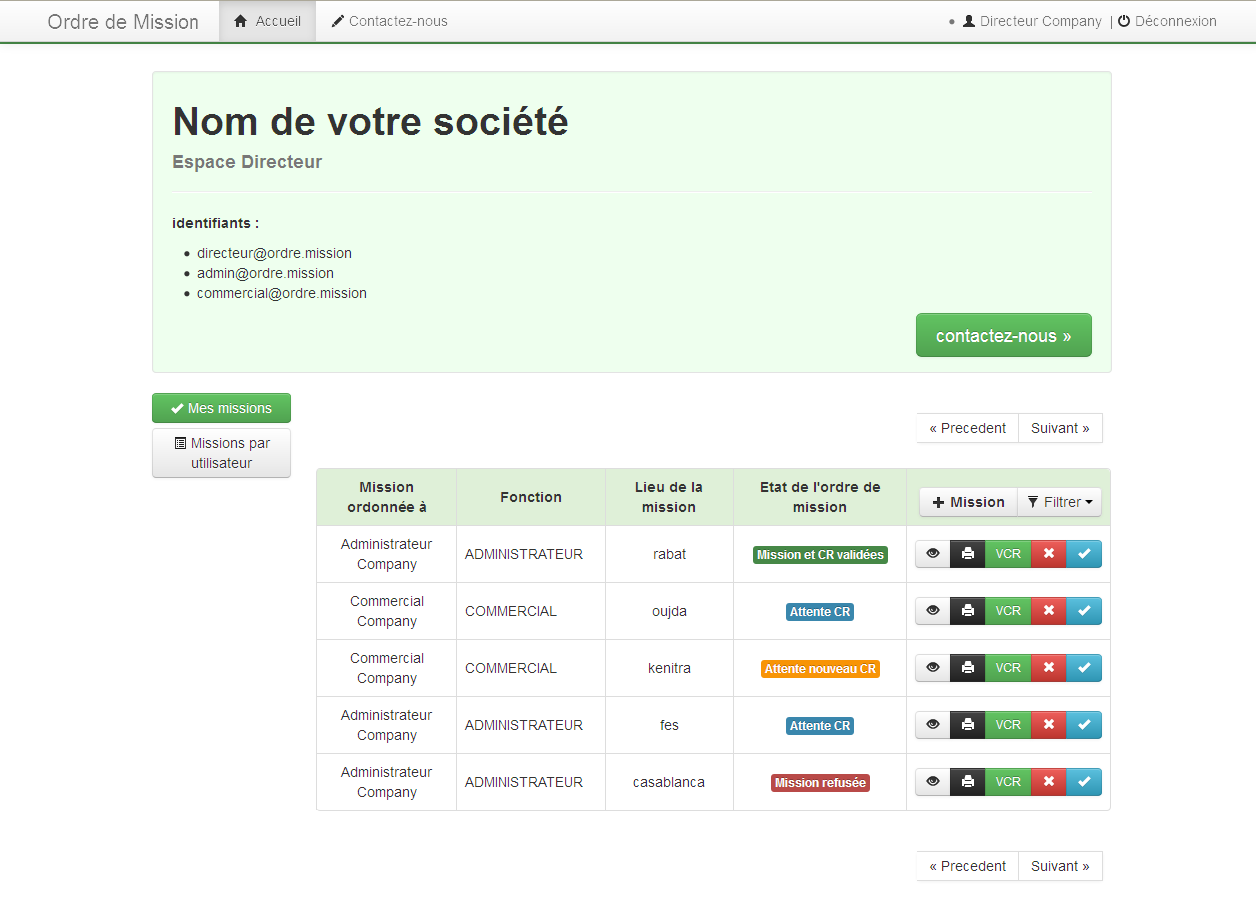 Ordre de Mission Accueil Contactez-nous • Directeur Company | Déconnexion
Nom de votre société
Espace Directeur
identifiants :
• directeur@ordre.mission
• admin@ordre.mission
• commercial@ordre.mission
contactez-nous »
Mes missions
Missions par
utilisateur
« Precedent Suivant »
Mission
ordonnée à
Fonction
Lieu de la
mission
Etat de l'ordre de
mission
Mission
Filtrer
Administrateur
Company
ADMINISTRATEUR
rabat
Mission et CR validées
VCR
Commercial
Company
COMMERCIAL
oujda
Attente CR
VCR
Commercial
Company
COMMERCIAL
kenitra
Attente nouveau CR
VCR
Administrateur
Company
ADMINISTRATEUR
fes
Attente CR
VCR
Administrateur
Company
ADMINISTRATEUR
casablanca
Mission refusée
VCR
« Precedent Suivant »